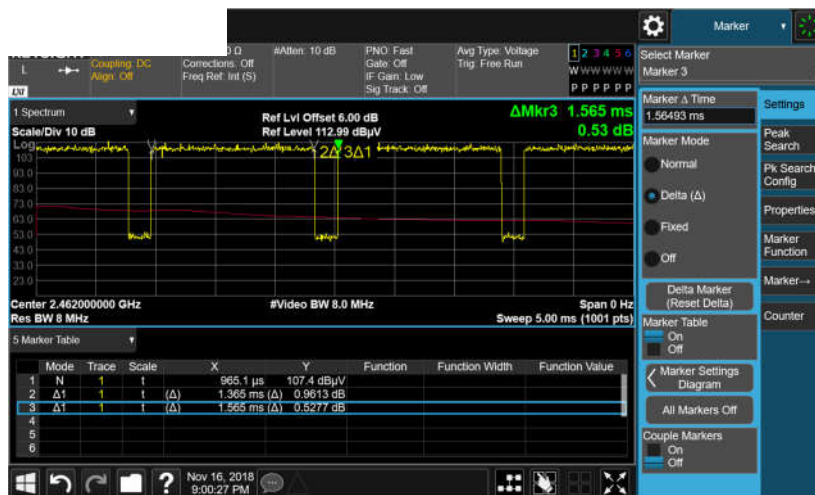 Marker
L
Coupling: DC
Align: Off
Corrections: Off
Freq Ref: Int (S)
#Atten: 10 dB
PNO: Fast
Gate: Off
IF Gain: Low
Sig Track: Off
Avg Type: Voltage
Trig: Free Run
1 2 3 4 5 6
W W W W W W
P P P P P P
LXI
Select Marker
Marker 3
1 Spectrum
Scale/Div 10 dB
Ref Lvl Offset 6.00 dB
Ref Level 112.99 dBµV
ΔMkr3 1.565 ms
0.53 dB
Log
103
93.0
83.0
73.0
63.0
53.0
43.0
33.0
23.0
2Δ 3Δ1
Center 2.462000000 GHz
Res BW 8 MHz
#Video BW 8.0 MHz
Span 0 Hz
Sweep 5.00 ms (1001 pts)
5 Marker Table
Mode Trace Scale X Y Function Function Width Function Value
1 N 1 t 965.1 µs 107.4 dBµV
2 Δ1 1 t (Δ) 1.365 ms (Δ) 0.9613 dB
3 Δ1 1 t (Δ) 1.565 ms (Δ) 0.5277 dB
4
5
6
Marker Δ Time
1.56493 ms
Marker Mode
Normal
Delta (Δ)
Fixed
Off
Delta Marker
(Reset Delta)
Marker Table
On
Off
Marker Settings
Diagram
All Markers Off
Couple Markers
On
Off
Settings
Peak
Search
Pk Search
Config
Properties
Marker
Function
Marker→
Counter
?
Nov 16, 2018
9:00:27 PM